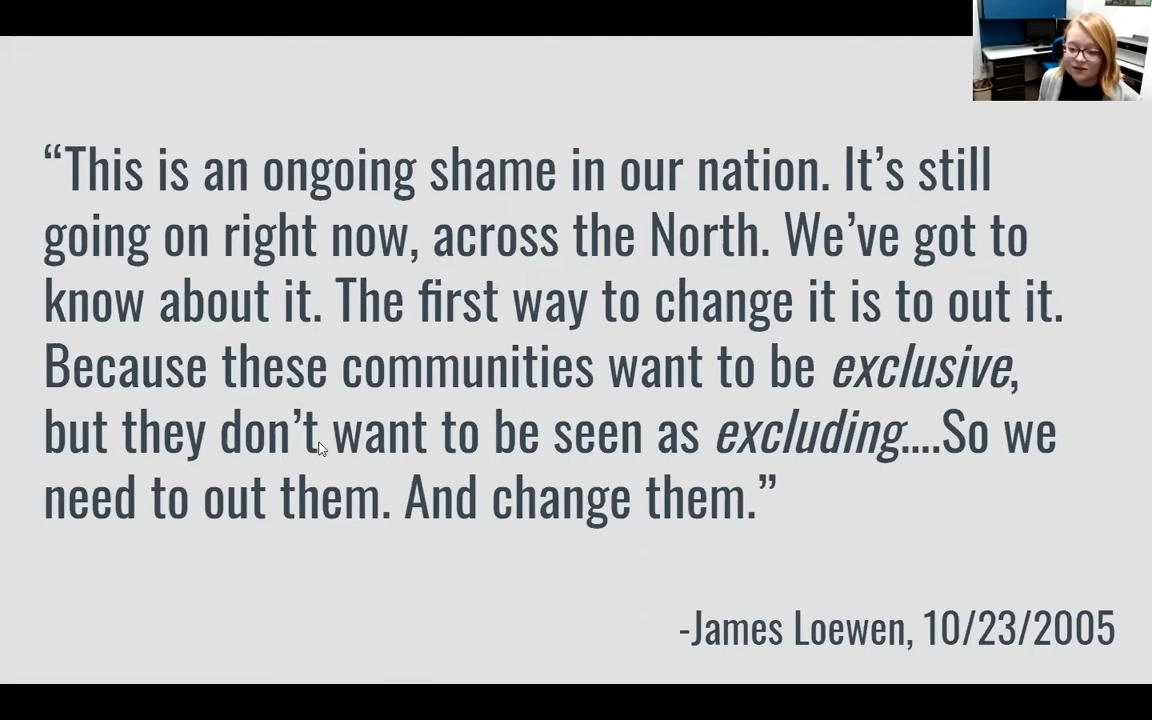 “This is an ongoing shame in our nation. It’s still
going on right now, across the North. We’ve got to
know about it. The first way to change it is to out it.
Because these communities want to be exclusive,
but they don’t want to be seen as excluding....So we
need to out them. And change them.”
-James Loewen, 10/23/2005